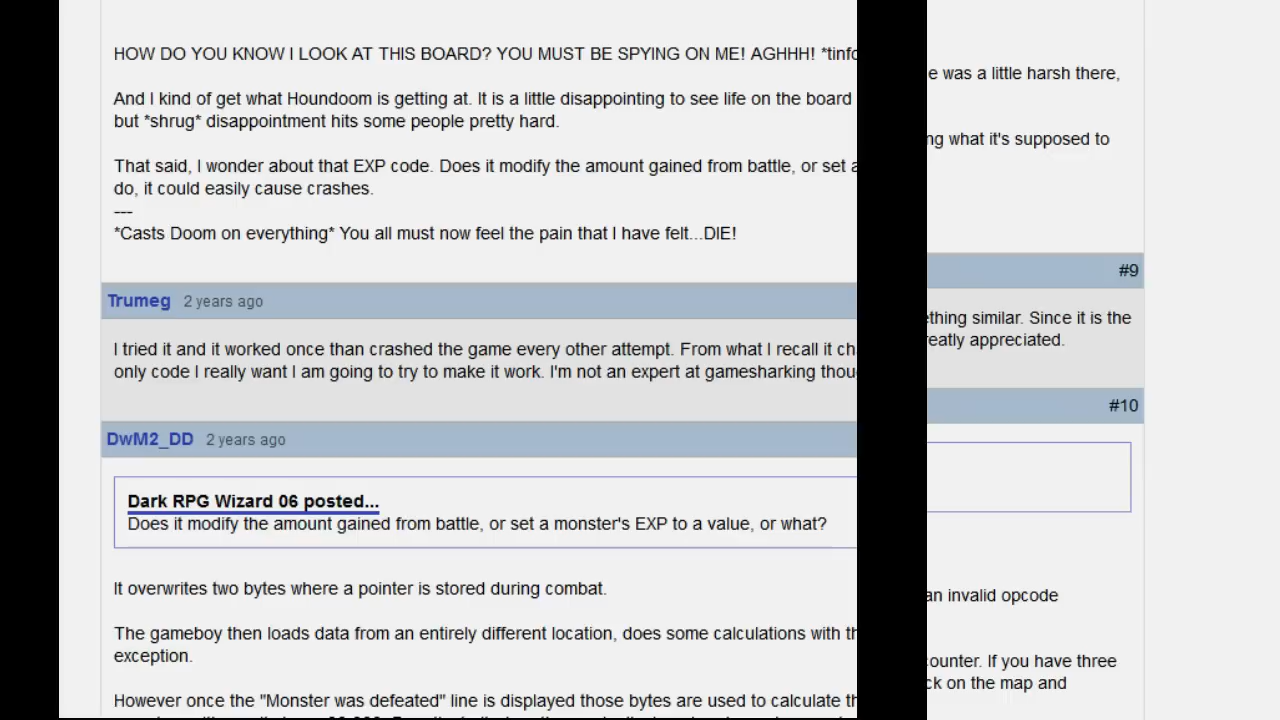 HOW DO YOU KNOW I LOOK AT THIS BOARD? YOU MUST BE SPYING ON ME! AGHHH! *tinfo
And I kind of get what Houndoom is getting at. It is a little disappointing to see life on the board
e was a little harsh there,
but *shrug* disappointment hits some people pretty hard.
That said, I wonder about that EXP code. Does it modify the amount gained from battle, or set a
ng what it's supposed to
do, it could easily cause crashes.
---
*Casts Doom on everything* You all must now feel the pain that I have felt...DIE!
Trumeg 2 years ago
#9
I tried it and it worked once than crashed the game every other attempt. From what I recall it ch
ething similar. Since it is the
only code I really want I am going to try to make it work. I'm not an expert at gamesharking thou
reatly appreciated.
DwM2_DD 2 years ago
#10
Dark RPG Wizard 06 posted...
Does it modify the amount gained from battle, or set a monster's EXP to a value, or what?
It overwrites two bytes where a pointer is stored during combat.
The gameboy then loads data from an entirely different location, does some calculations with th
an invalid opcode
exception.
However once the "Monster was defeated" line is displayed those bytes are used to calculate th
ounter. If you have three
ck on the map and